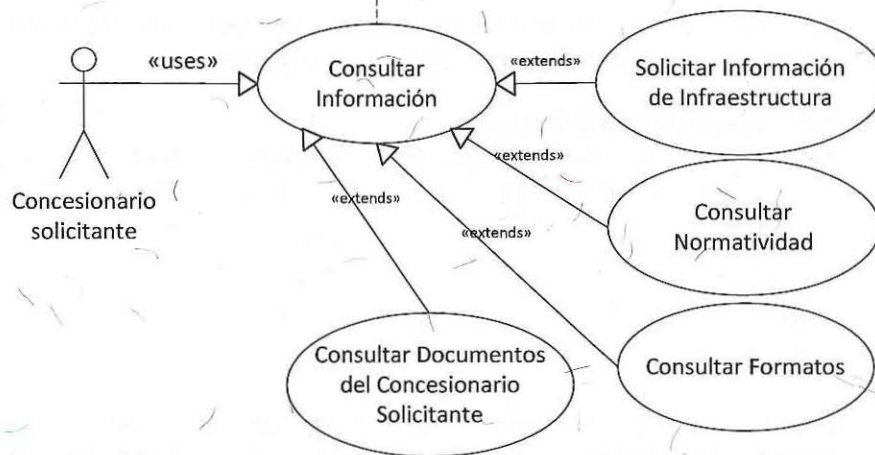 «uses»
Consultar
Información
«extends»
Solicitar Información
de Infraestructura
«extends»
Concesionario
solicitante
«extends»
Consultar
Normatividad
«extends»
Consultar Documentos
del Concesionario
Solicitante
Consultar Formatos